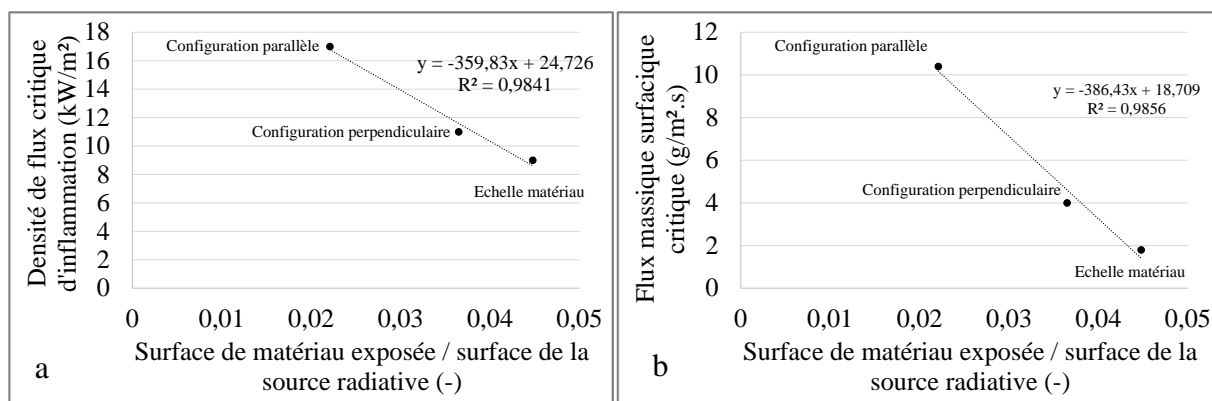 18
16
14
12
10
8
6
4
2
0
Densité de flux critique
d'inflammation (kW/m²)
Configuration parallèle
y = -359,83x + 24,726
R² = 0,9841
Configuration perpendiculaire
Echelle matériau
0 0,01 0,02 0,03 0,04 0,05
Surface de matériau exposée / surface de la
source radiative (-)
a
12
10
8
6
4
2
0
Flux massique surfacique
critique (g/m².s)
Configuration parallèle
y = -386,43x + 18,709
R² = 0,9856
Configuration perpendiculaire
Echelle matériau
0 0,01 0,02 0,03 0,04 0,05
Surface de matériau exposée / surface de la
source radiative (-)
b